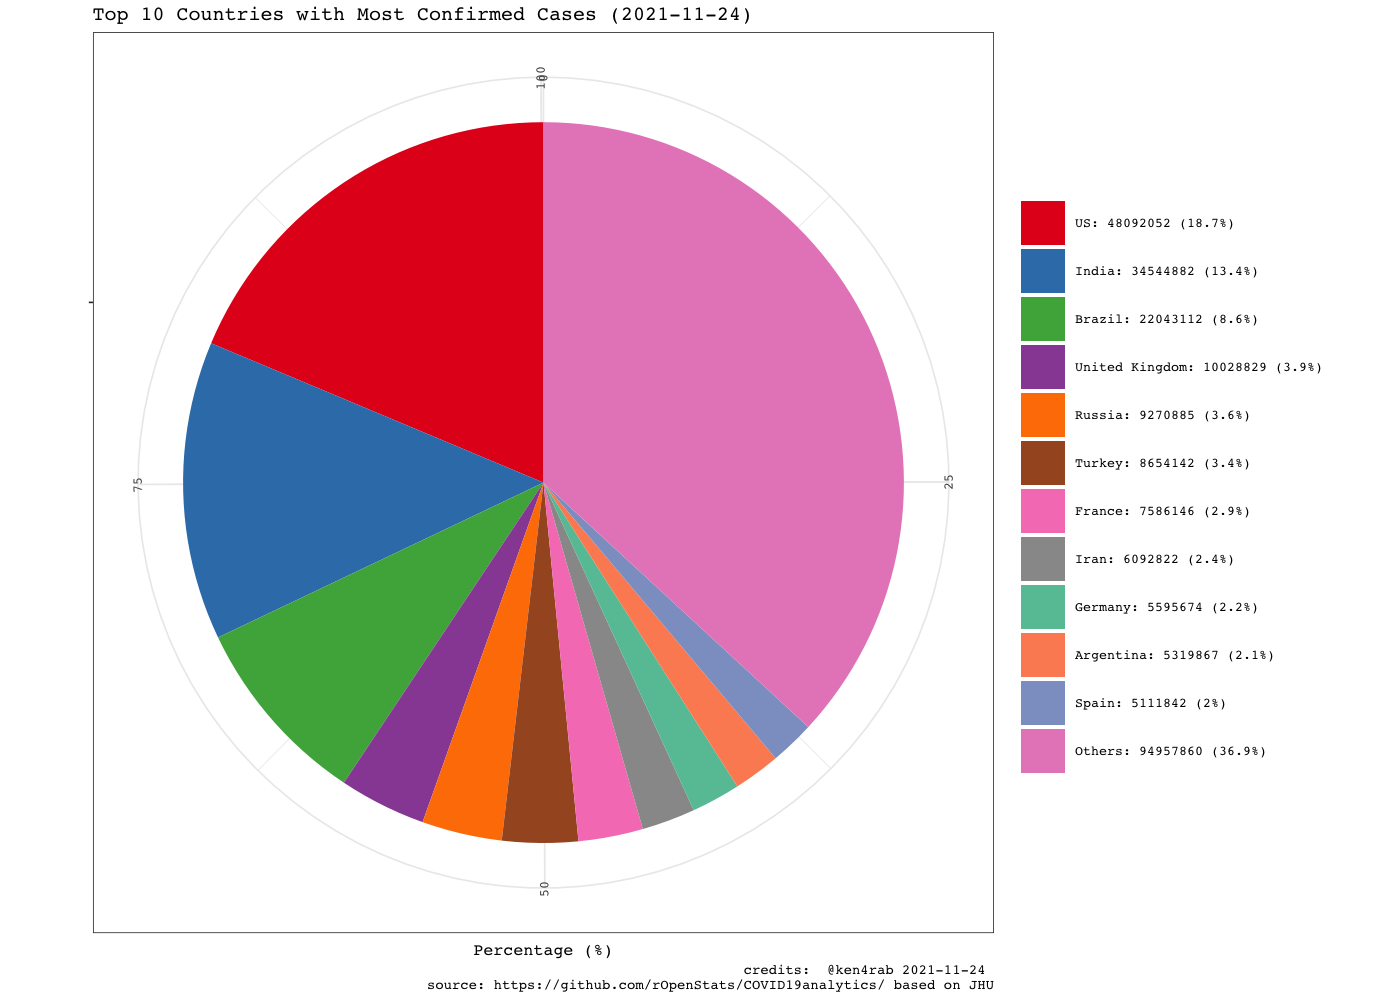 Top 10 Countries with Most Confirmed Cases (2021-11-24)
100
0
US: 48092052 (18.7%)
India: 34544882 (13.4%)
Brazil: 22043112 (8.6%)
United Kingdom: 10028829 (3.9%)
Russia: 9270885 (3.6%)
Turkey: 8654142 (3.4%)
France: 7586146 (2.9%)
Iran: 6092822 (2.4%)
Germany: 5595674 (2.2%)
Argentina: 5319867 (2.1%)
Spain: 5111842 (2%)
Others: 94957860 (36.9%)
75
25
50
Percentage (%)
credits:  @ken4rab 2021-11-24
source: https://github.com/rOpenStats/COVID19analytics/ based on JHU